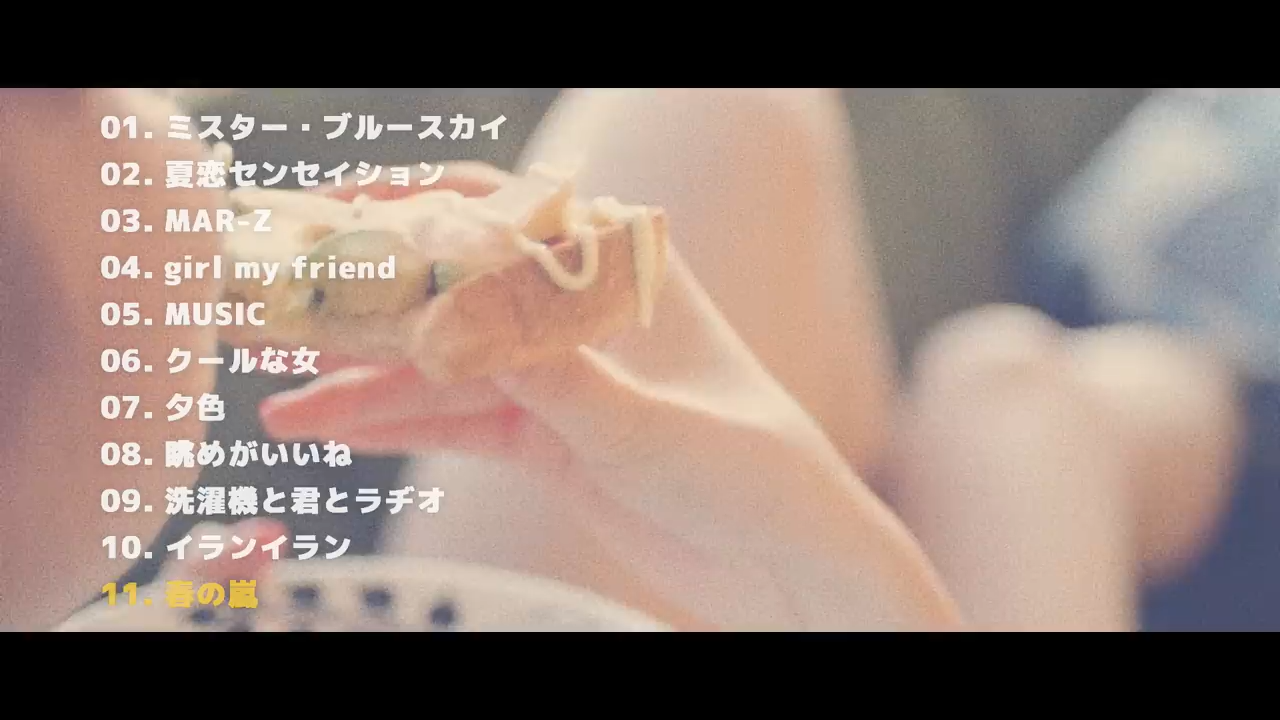 01. ミスター・ブルースカイ
02. 夏恋センセイション
03. MAR-Z
04. girl my friend
05. MUSIC
06. クールな女
07. 夕色
08. 眺めがいいね
09. 洗濯機と君とラヂオ
10. イランイラン
11. 春の嵐